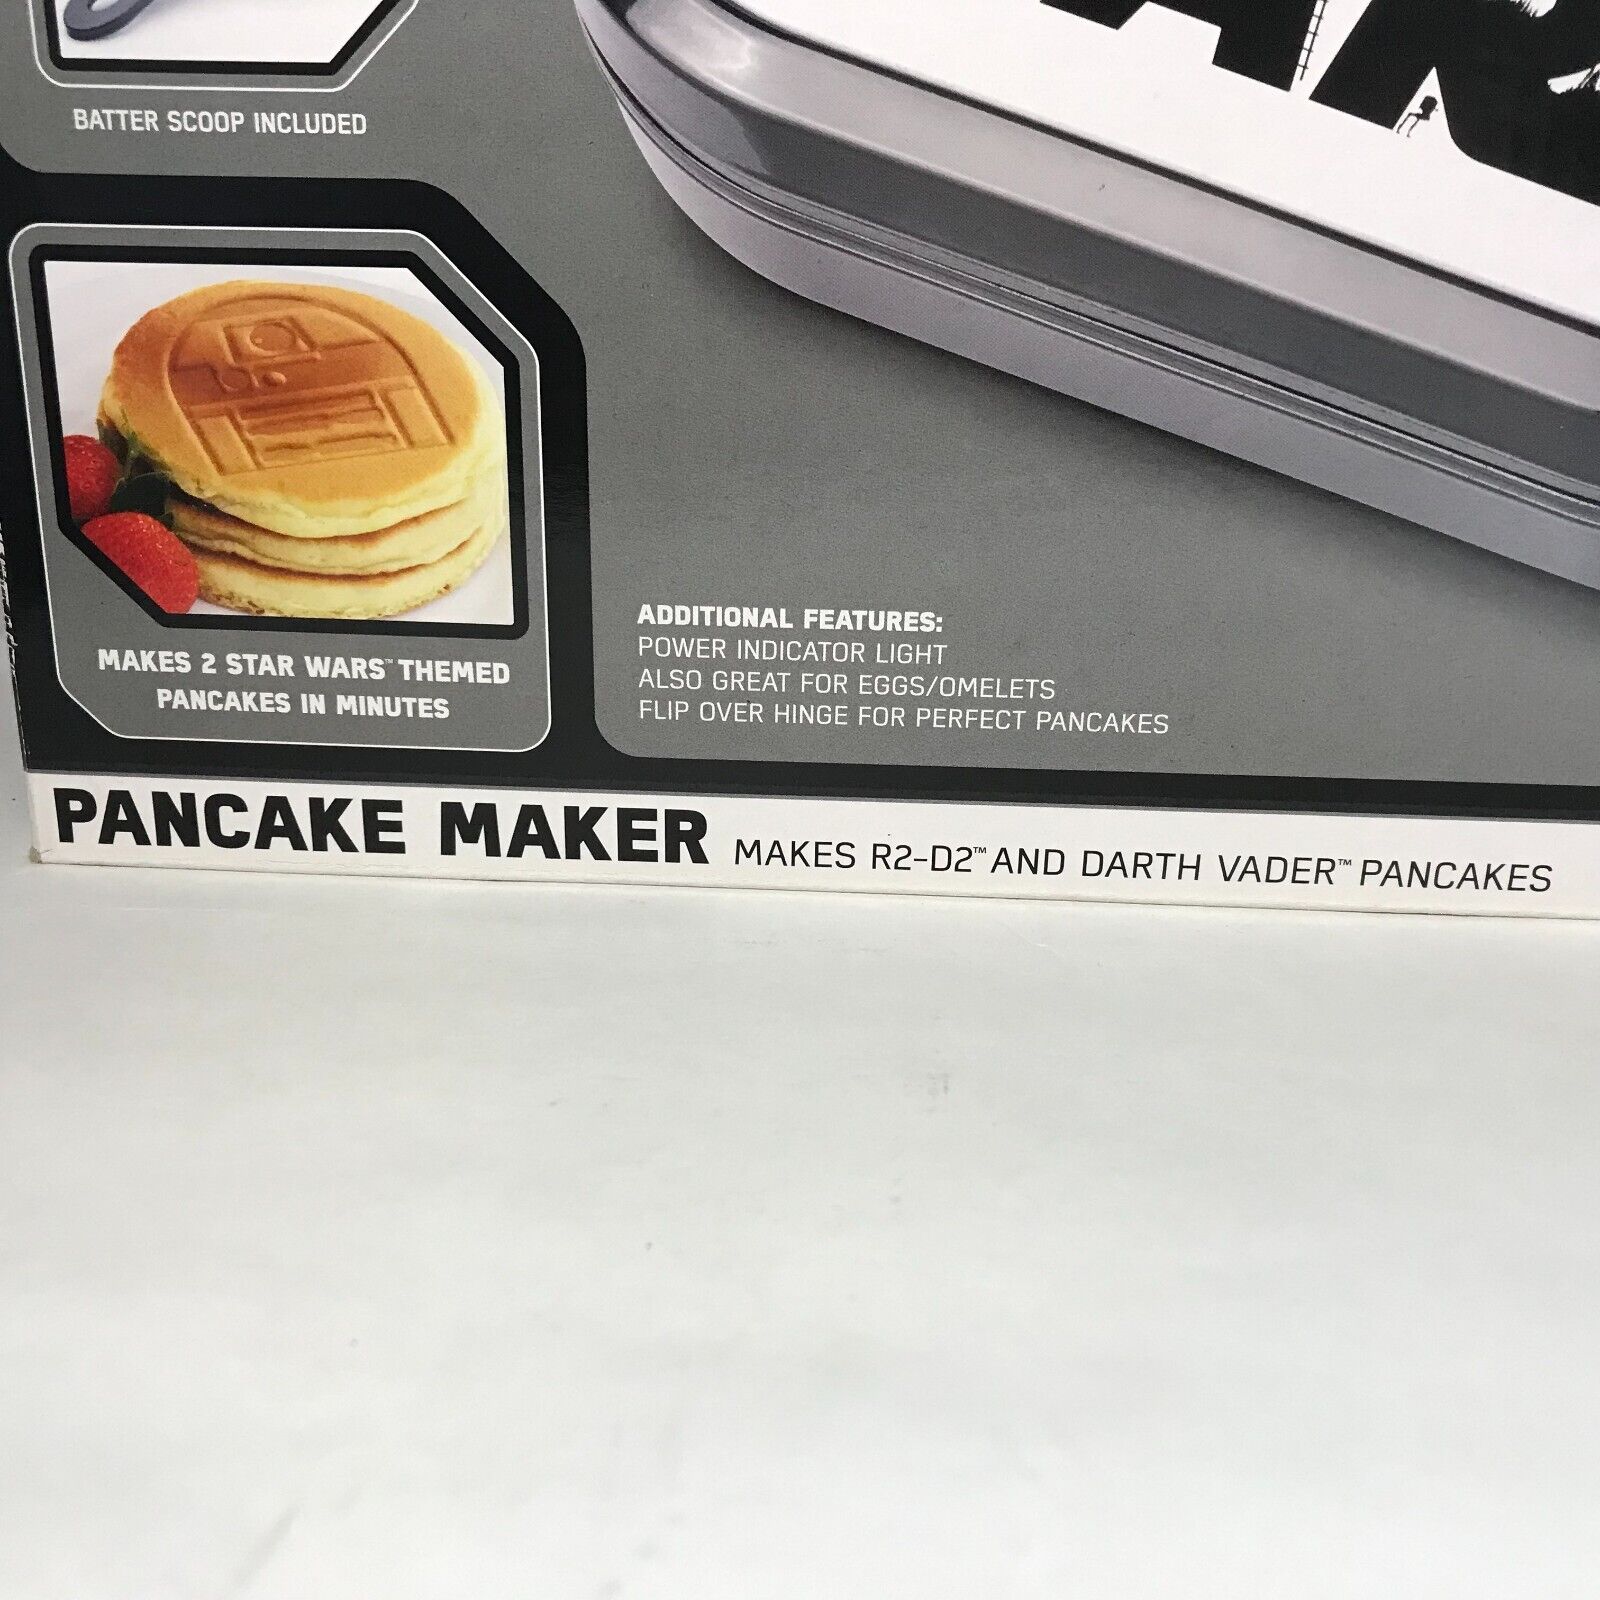 BATTER SCOOP INCLUDED
MAKES 2 STAR WARS™ THEMED
PANCAKES IN MINUTES
ADDITIONAL FEATURES:
POWER INDICATOR LIGHT
ALSO GREAT FOR EGGS/OMELETS
FLIP OVER HINGE FOR PERFECT PANCAKES
PANCAKE MAKER MAKES R2-D2™ AND DARTH VADER™ PANCAKES